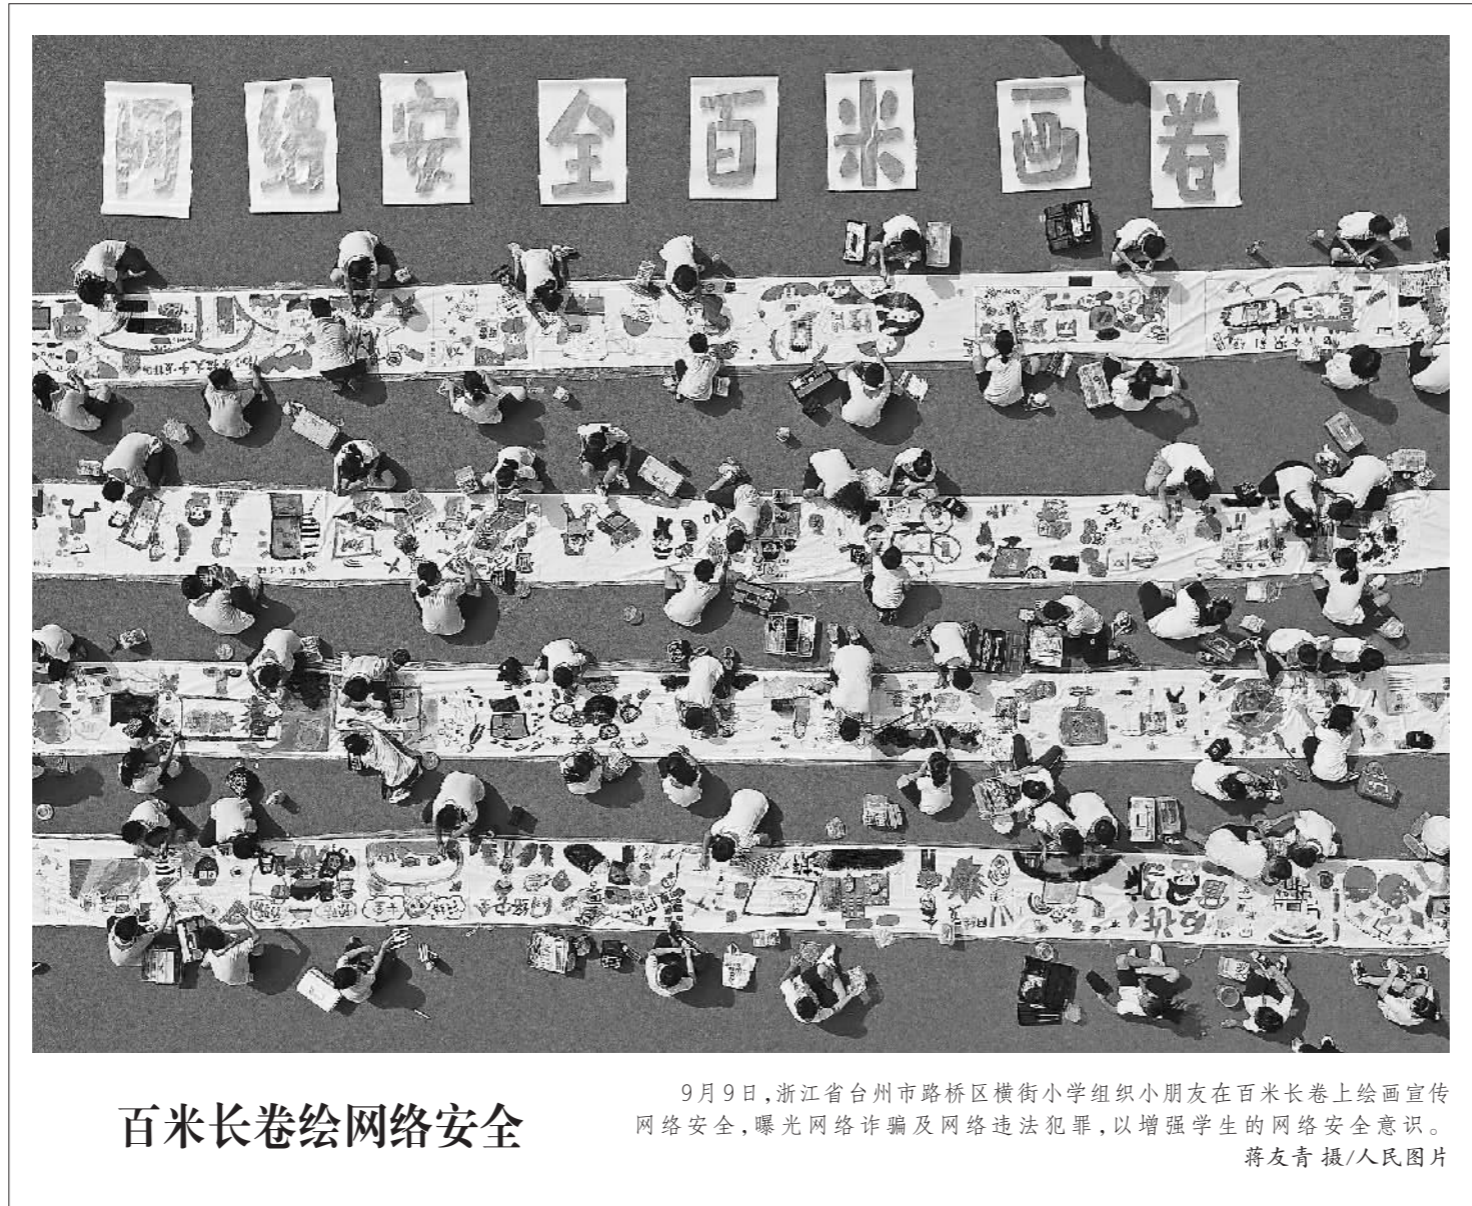 网络安全百米画卷
反诈
百米长卷绘网络安全
9月9日,浙江省台州市路桥区横街小学组织小朋友在百米长卷上绘画宣传
网络安全,曝光网络诈骗及网络违法犯罪,以增强学生的网络安全意识。
蒋友青 摄/人民图片